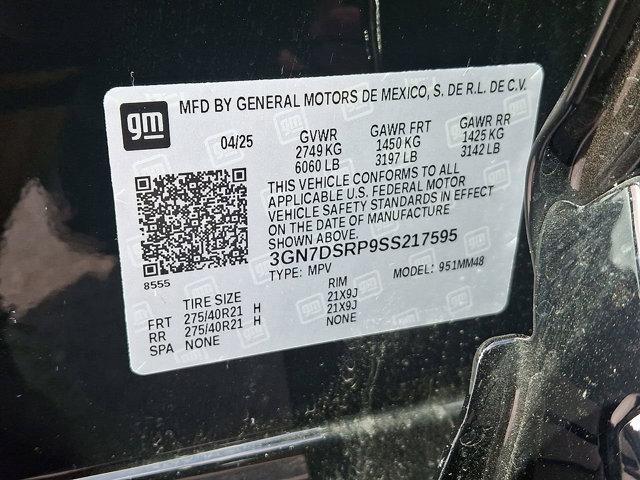 gm
MFD BY GENERAL MOTORS DE MEXICO, S. DE R.L. DE C.V.
04/25 GVWR GAWR FRT GAWR RR
2749 KG 1450 KG 1425 KG
6060 LB 3197 LB 3142 LB
THIS VEHICLE CONFORMS TO ALL
APPLICABLE U.S. FEDERAL MOTOR
VEHICLE SAFETY STANDARDS IN EFFECT
ON THE DATE OF MANUFACTURE
SHOWN ABOVE.
3GN7DSRP9SS217595
8555
TYPE: MPV MODEL: 951MM48
TIRE SIZE RIM
FRT 275/40R21 H 21X9J
RR 275/40R21 H 21X9J
SPA NONE NONE